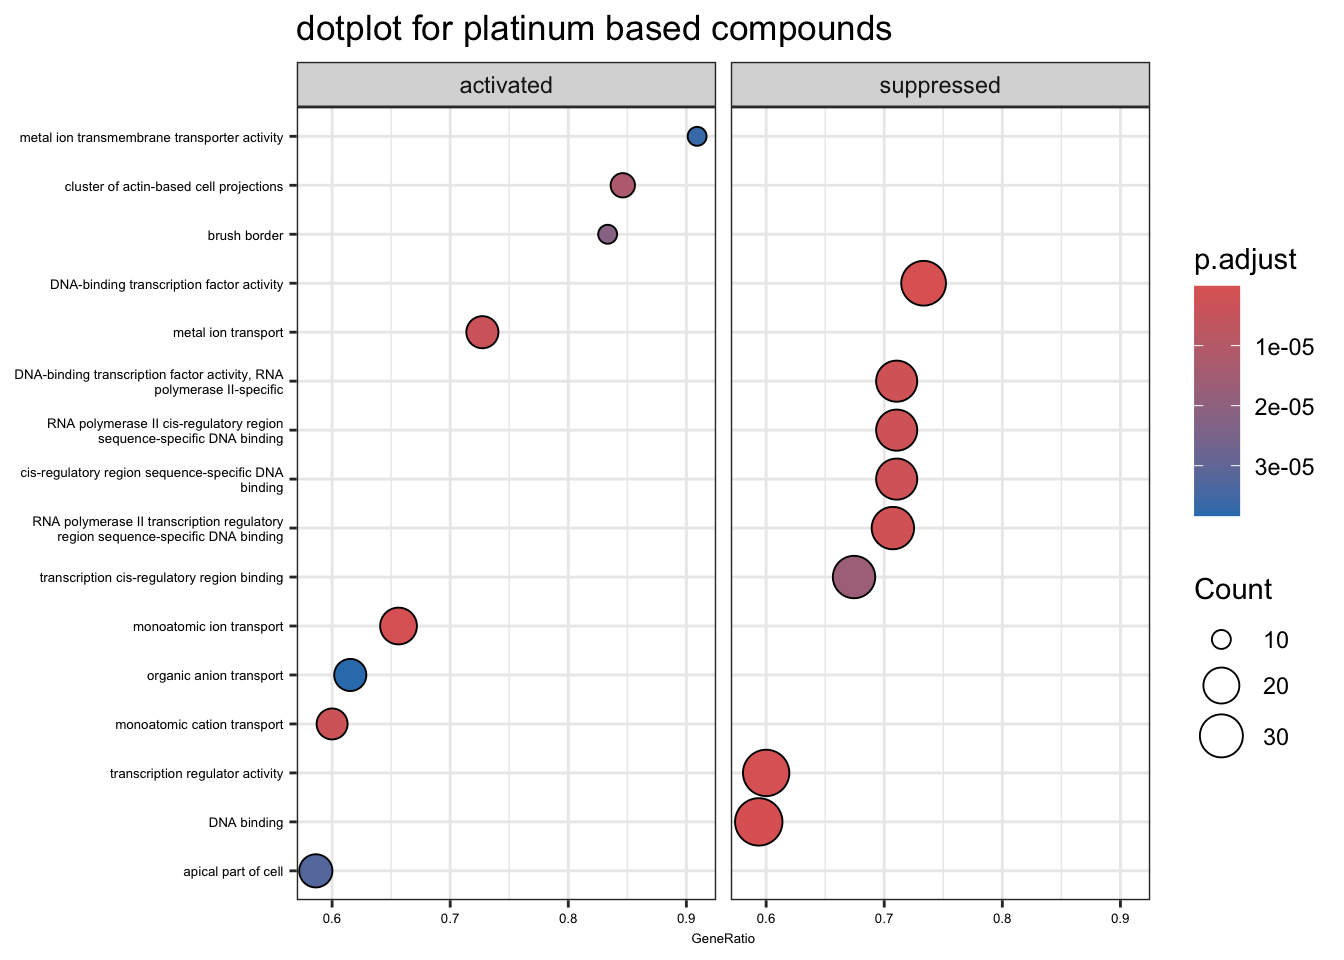 dotplot for platinum based compounds
activated
suppressed
metal ion transmembrane transporter activity
cluster of actin-based cell projections
brush border
DNA-binding transcription factor activity
metal ion transport
DNA-binding transcription factor activity, RNA
polymerase II-specific
RNA polymerase II cis-regulatory region
sequence-specific DNA binding
cis-regulatory region sequence-specific DNA
binding
RNA polymerase II transcription regulatory
region sequence-specific DNA binding
transcription cis-regulatory region binding
monoatomic ion transport
organic anion transport
monoatomic cation transport
transcription regulator activity
DNA binding
apical part of cell
0.6 0.7 0.8 0.9
0.6 0.7 0.8 0.9
GeneRatio
p.adjust
1e-05
2e-05
3e-05
Count
10
20
30